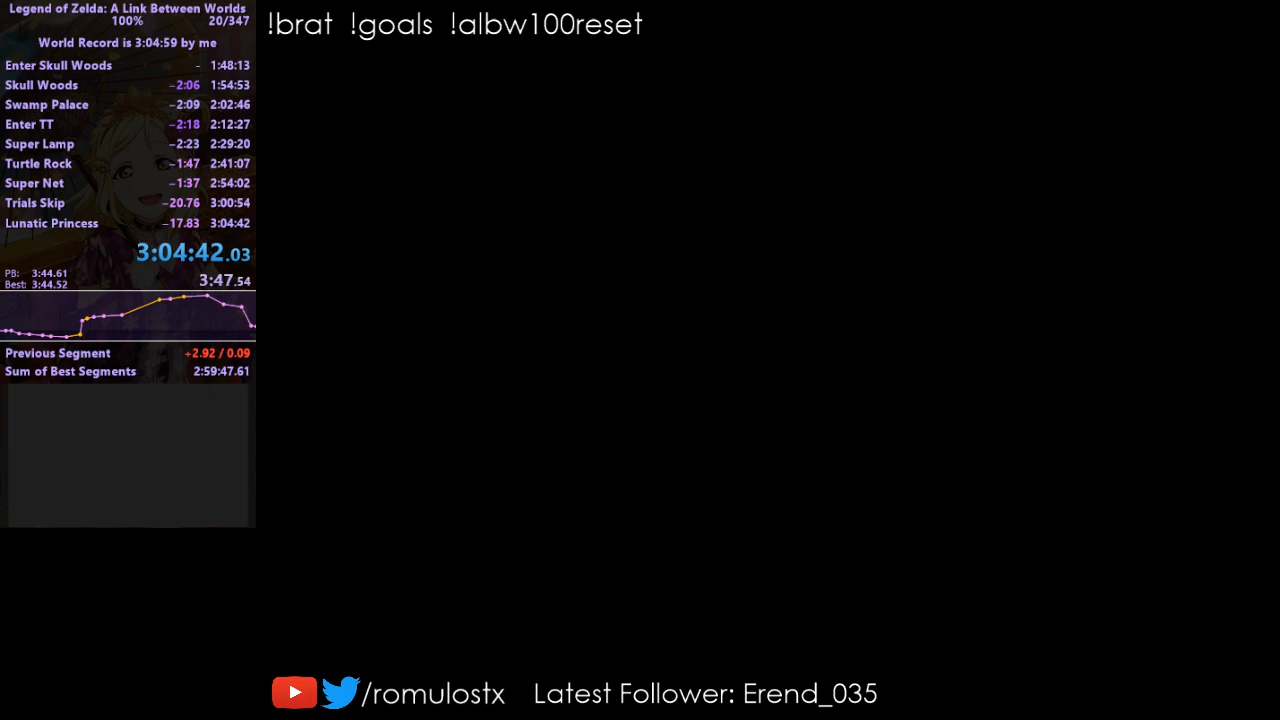 Legend of Zelda: A Link Between Worlds
100% 20/347
World Record is 3:04:59 by me
Enter Skull Woods - 1:48:13
Skull Woods −2:06 1:54:53
Swamp Palace −2:09 2:02:46
Enter TT −2:18 2:12:27
Super Lamp −2:23 2:29:20
Turtle Rock −1:47 2:41:07
Super Net −1:37 2:54:02
Trials Skip −20.76 3:00:54
Lunatic Princess −17.83 3:04:42
3:04:42.03
PB: 3:44.61
Best: 3:44.52
3:47.54
Previous Segment +2.92 / 0.09
Sum of Best Segments 2:59:47.61
!brat !goals !albw100reset
/romulostx Latest Follower: Erend_035